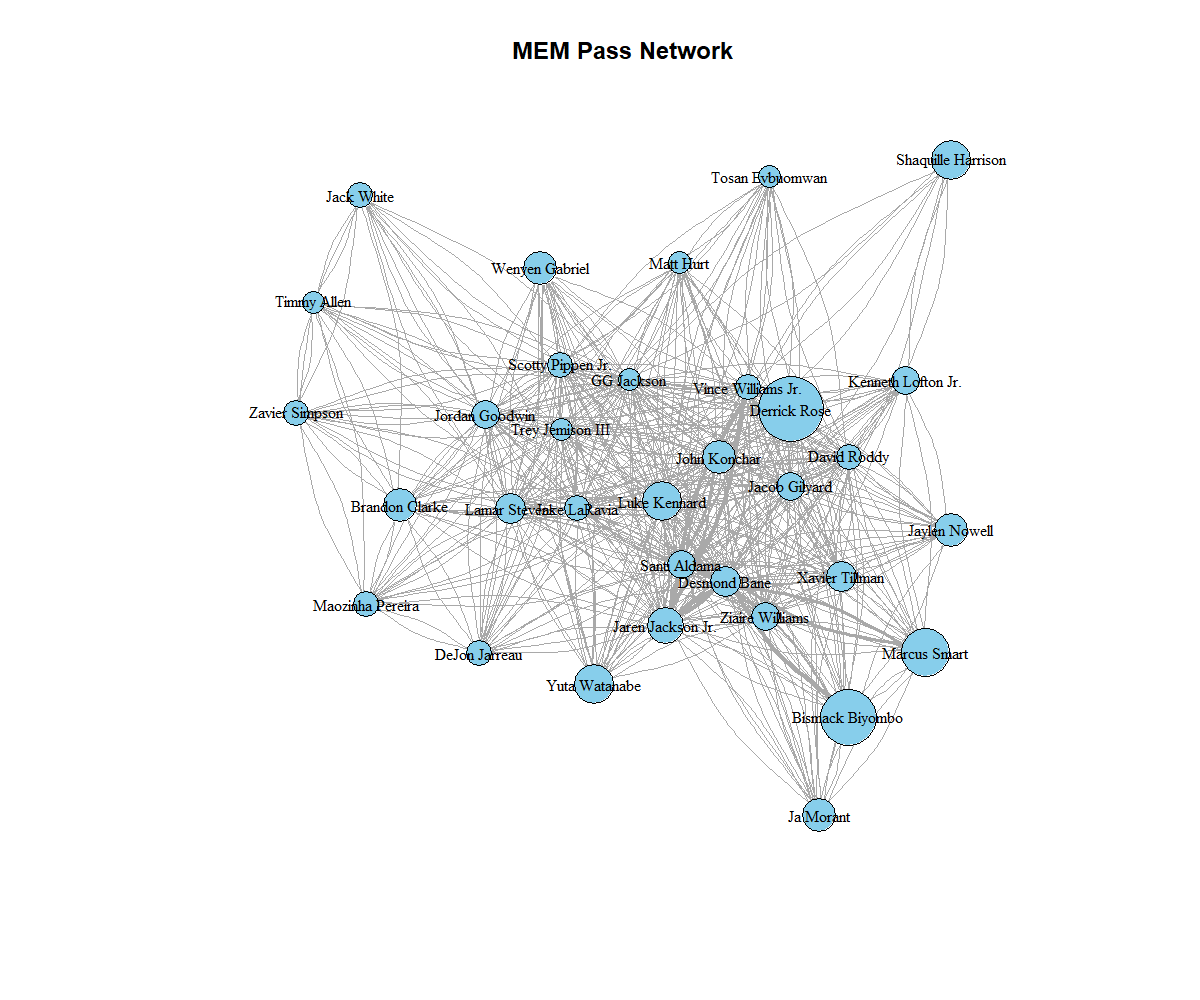 MEM Pass Network
Shaquille Harrison
Tosan Evbuomwan
Jack White
Matt Hurt
Wenyen Gabriel
Timmy Allen
Scotty Pippen Jr.
GG Jackson
Kenneth Lofton Jr.
Vince Williams Jr.
Derrick Rose
Zavier Simpson
Jordan Goodwin
Trey Jemison III
David Roddy
John Konchar
Jacob Gilyard
Luke Kennard
Brandon Clarke
Lamar Stevens
Jake LaRavia
Jaylen Nowell
Santi Aldama
Xavier Tillman
Desmond Bane
Maozinha Pereira
Ziaire Williams
Jaren Jackson Jr.
DeJon Jarreau
Marcus Smart
Yuta Watanabe
Bismack Biyombo
Ja Morant